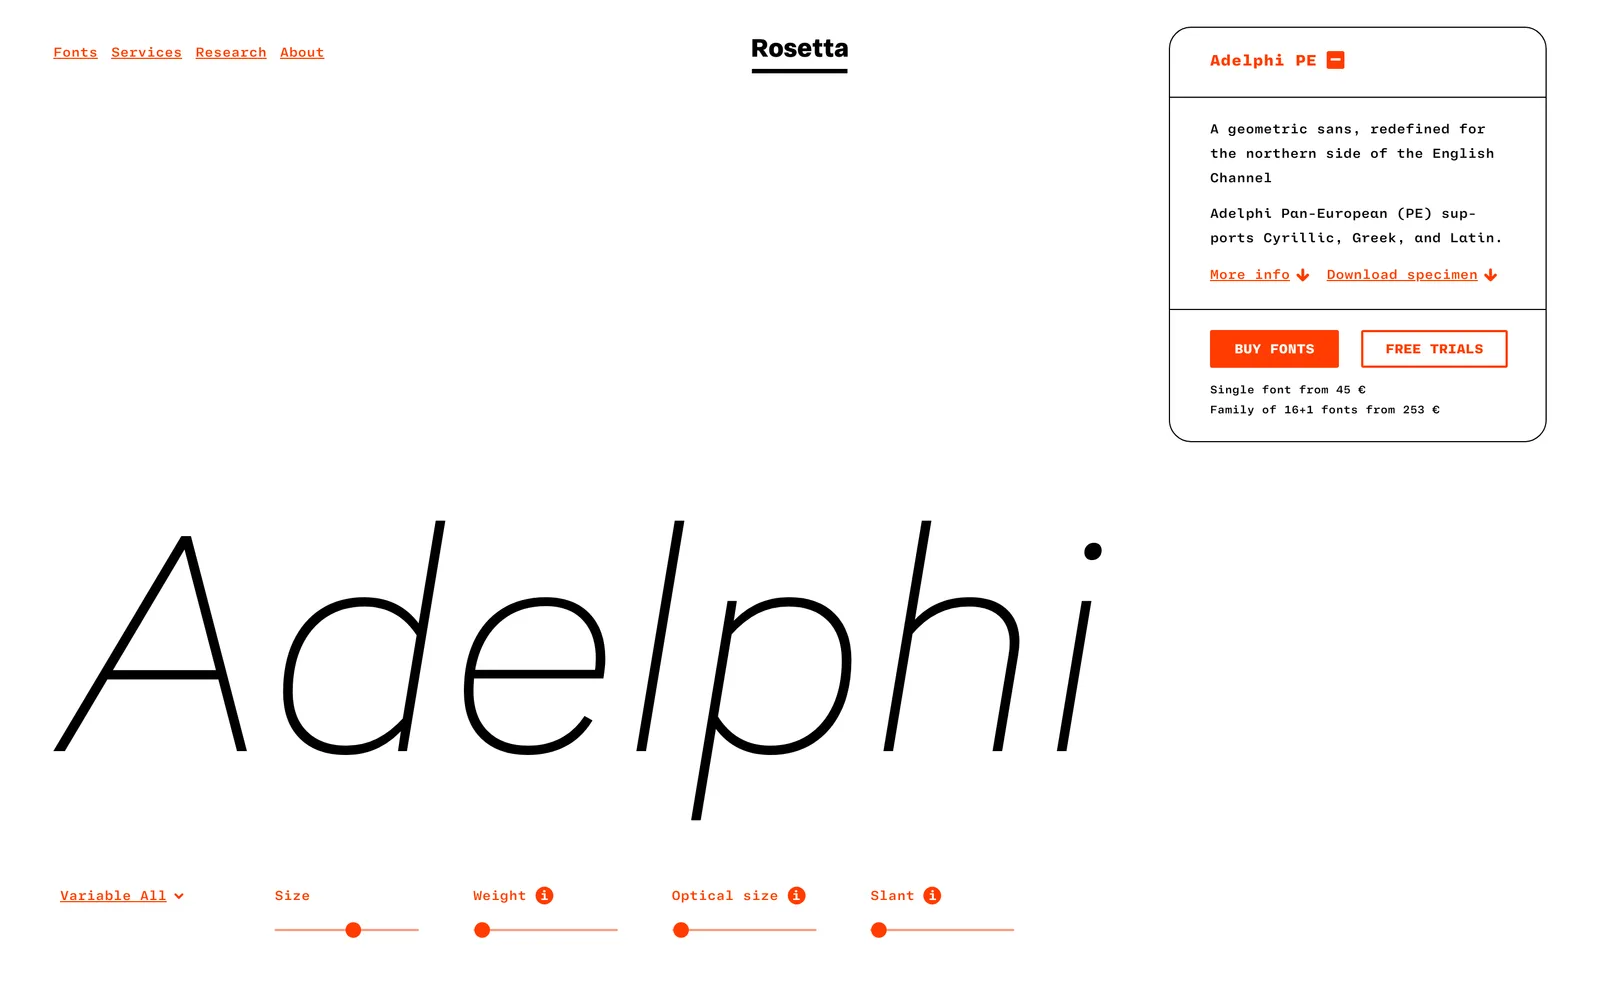 Fonts Services Research About
Rosetta
Adelphi PE
A geometric sans, redefined for
the northern side of the English
Channel
Adelphi Pan-European (PE) sup-
ports Cyrillic, Greek, and Latin.
More info Download specimen
BUY FONTS FREE TRIALS
Single font from 45 €
Family of 16+1 fonts from 253 €
Adelphi
Variable All Size Weight i Optical size i Slant i